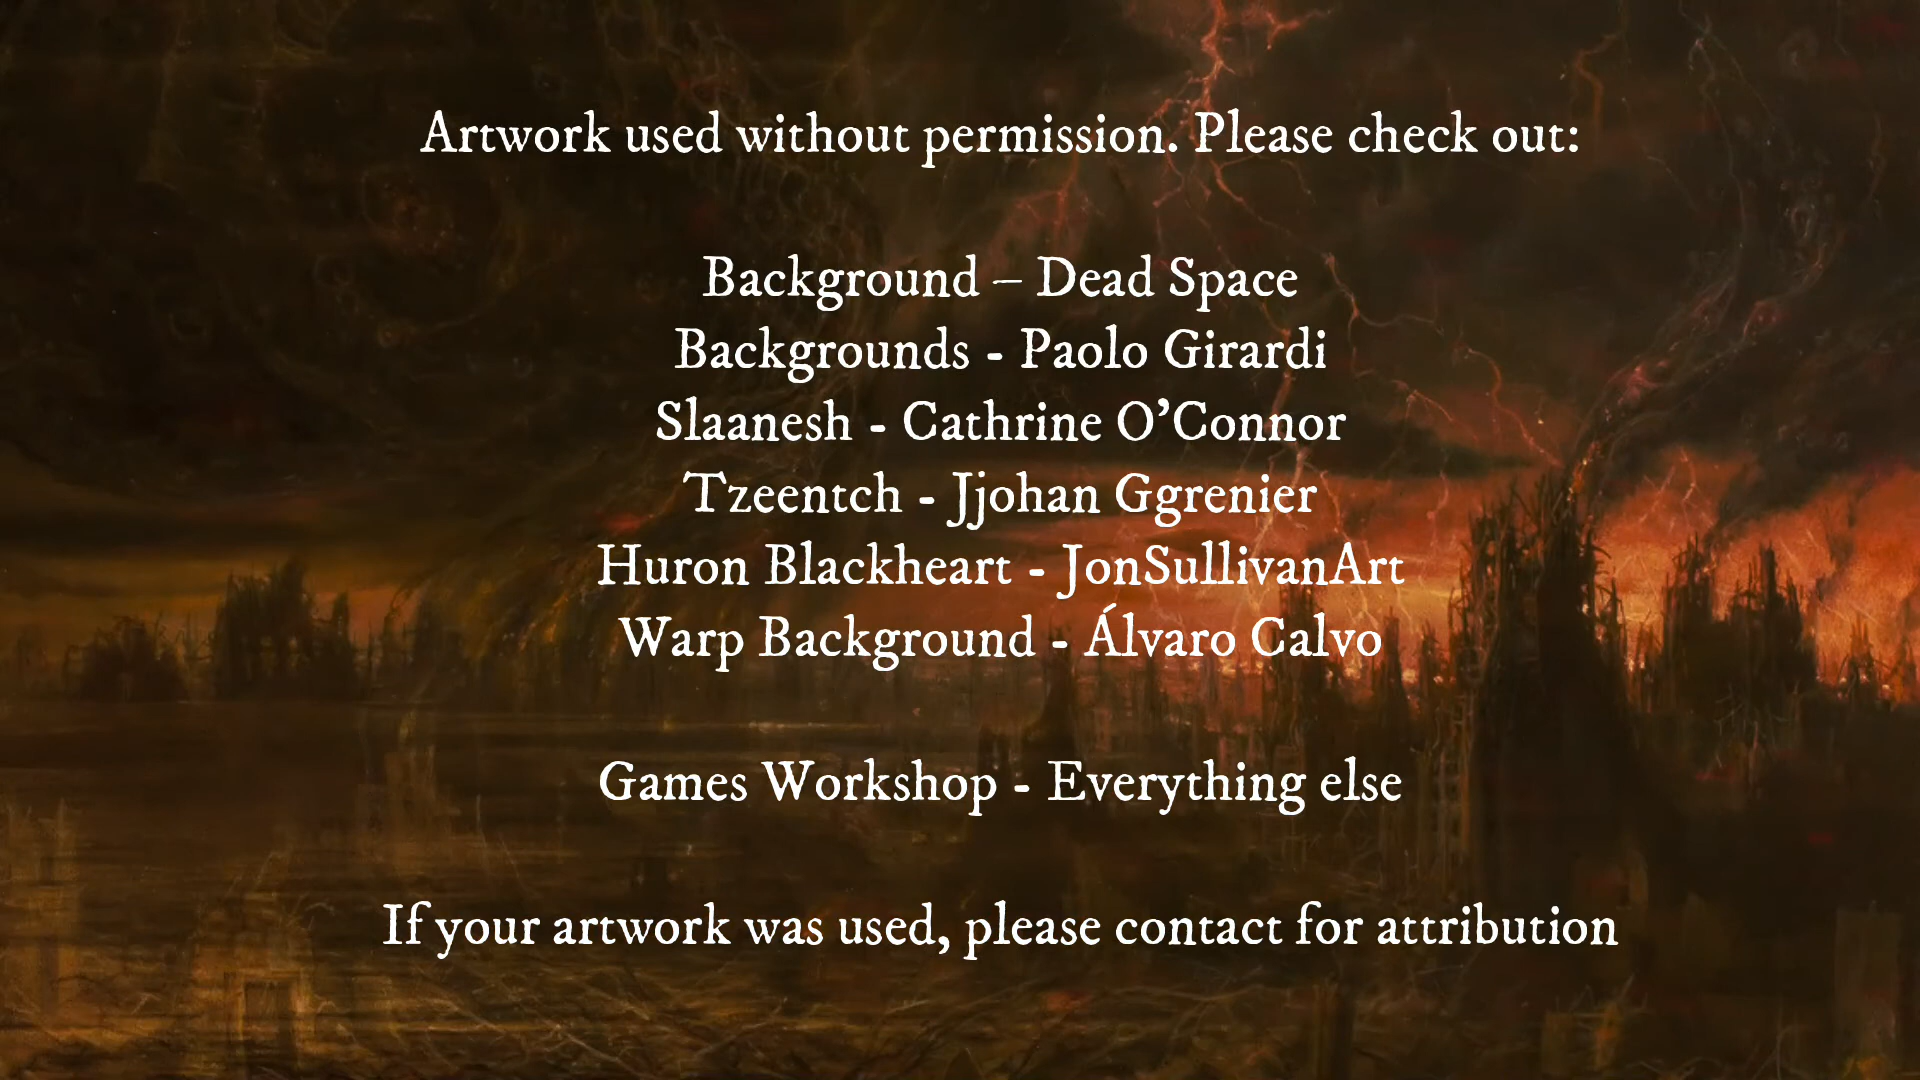 Artwork used without permission. Please check out:
Background – Dead Space
Backgrounds - Paolo Girardi
Slaanesh - Cathrine O’Connor
Tzeentch - Jjohan Ggrenier
Huron Blackheart - JonSullivanArt
Warp Background - Álvaro Calvo
Games Workshop - Everything else
If your artwork was used, please contact for attribution